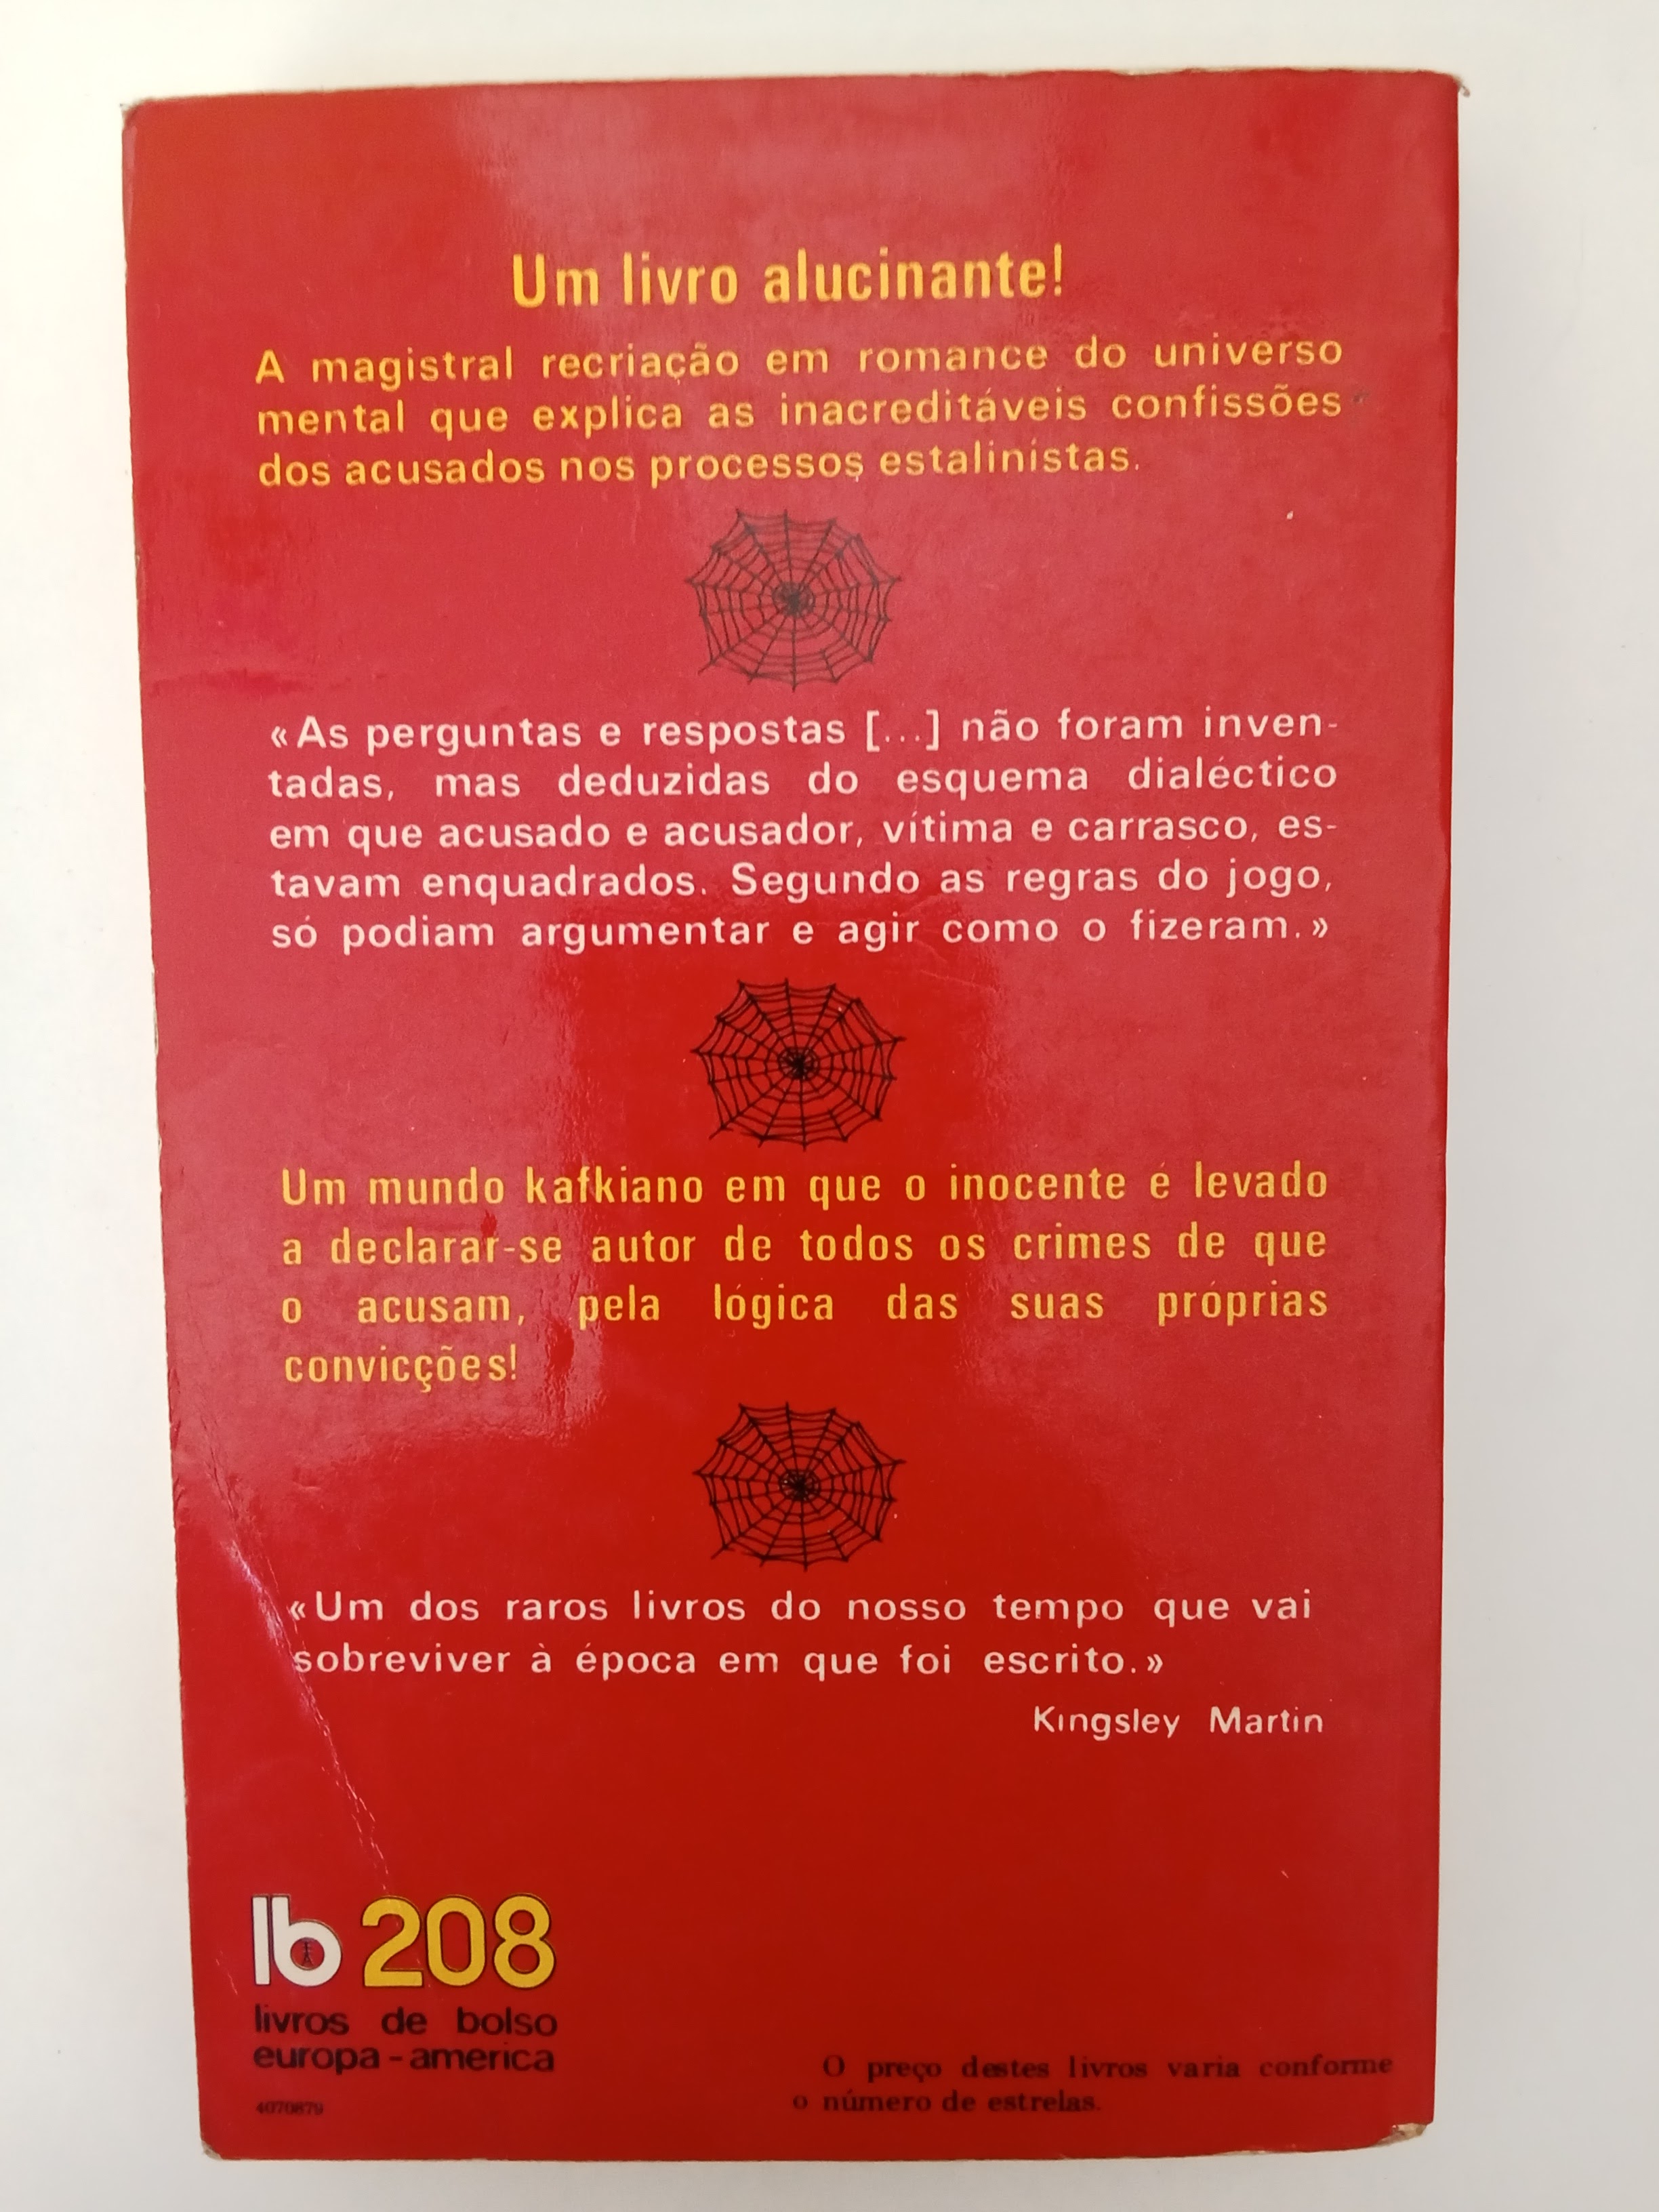 Um livro alucinante!
A magistral recriação em romance do universo
mental que explica as inacreditáveis confissões
dos acusados nos processos estalinistas.
«As perguntas e respostas [...] não foram inven-
tadas, mas deduzidas do esquema dialéctico
em que acusado e acusador, vítima e carrasco, es-
tavam enquadrados. Segundo as regras do jogo,
só podiam argumentar e agir como o fizeram.»
Um mundo kafkiano em que o inocente é levado
a declarar-se autor de todos os crimes de que
o acusam, pela lógica das suas próprias
convicções!
«Um dos raros livros do nosso tempo que vai
sobreviver à época em que foi escrito.»
Kingsley Martin
lb 208
livros de bolso
europa-america
4070879
O preço destes livros varia conforme
o número de estrelas.